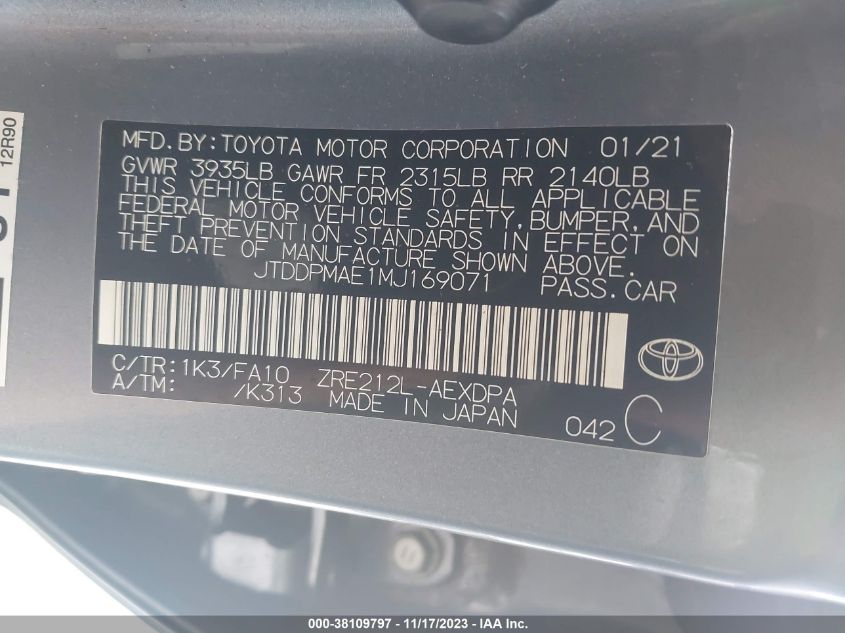 12R90
MFD.BY:TOYOTA MOTOR CORPORATION 01/21
GVWR 3935LB GAWR FR 2315LB RR 2140LB
THIS VEHICLE CONFORMS TO ALL APPLICABLE
FEDERAL MOTOR VEHICLE SAFETY,BUMPER,AND
THEFT PREVENTION STANDARDS IN EFFECT ON
THE DATE OF MANUFACTURE SHOWN ABOVE.
JTDDPMAE1MJ169071 PASS.CAR
C/TR:1K3/FA10 ZRE212L-AEXDPA
A/TM: /K313 MADE IN JAPAN
042 C
000-38109797 - 11/17/2023 - IAA Inc.